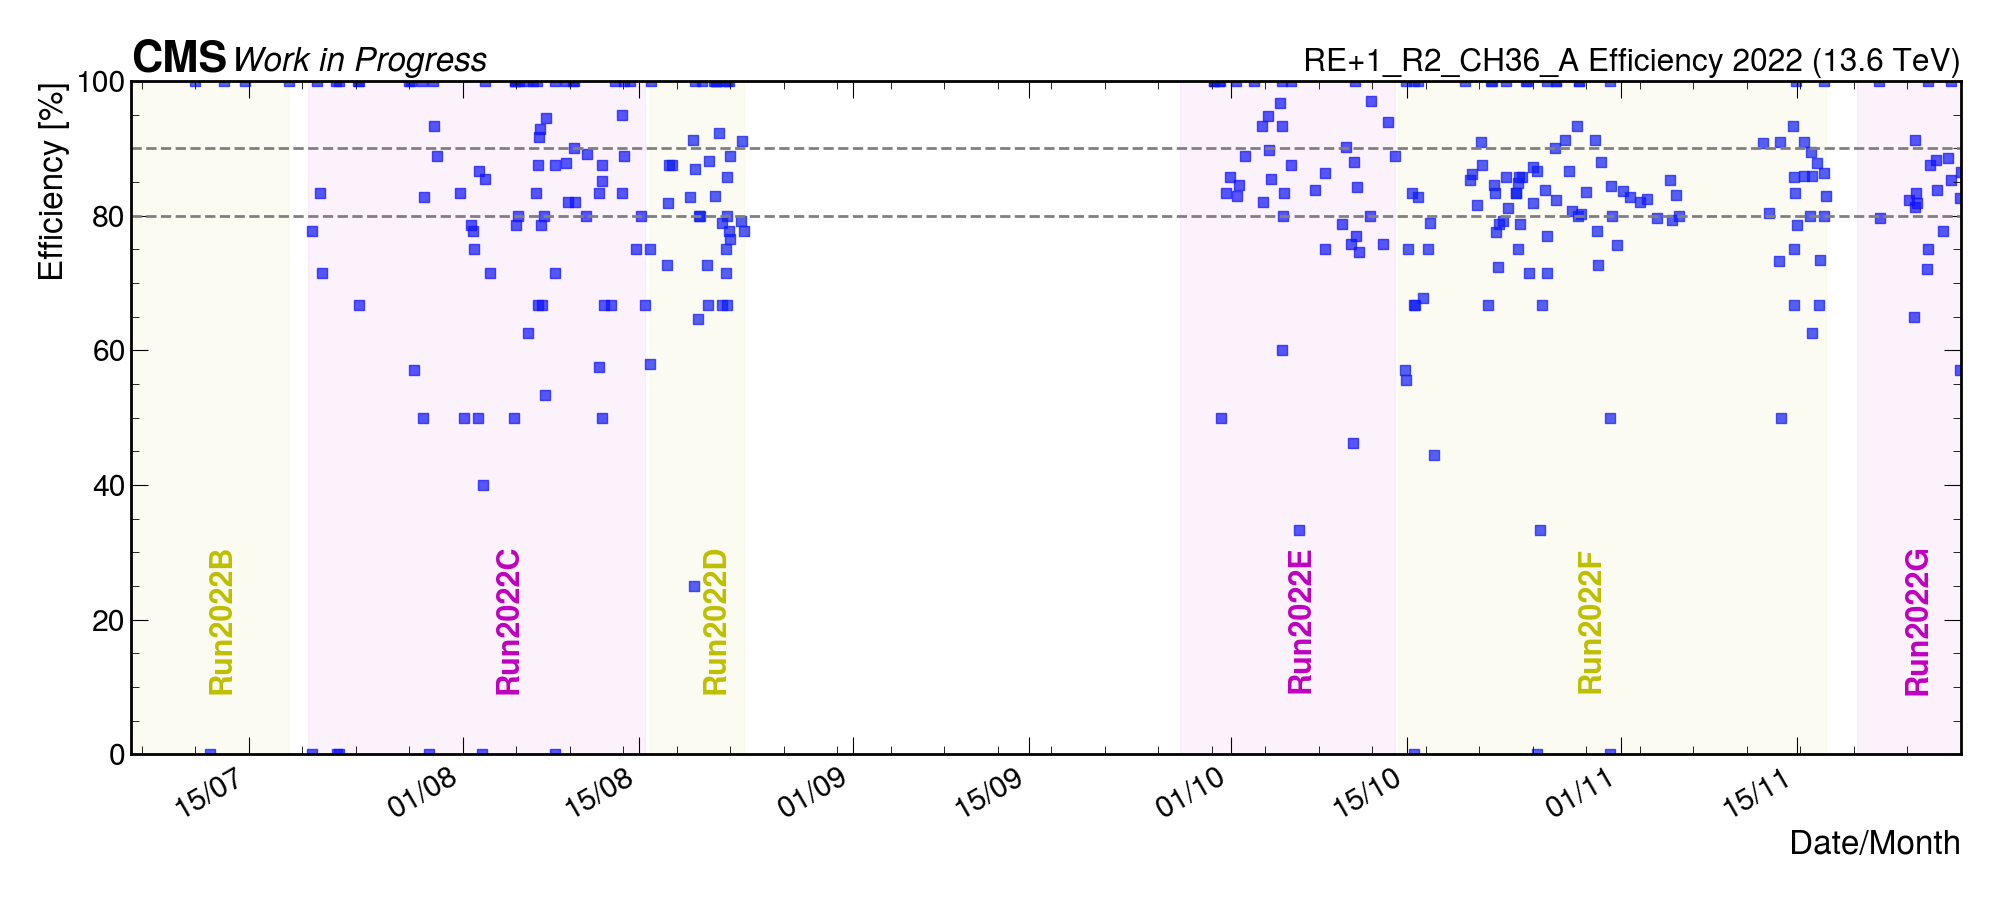 CMS Work in Progress
RE+1_R2_CH36_A Efficiency 2022 (13.6 TeV)
Efficiency [%]
100
80
60
40
20
0
Run2022B
Run2022C
Run2022D
Run2022E
Run2022F
Run2022G
15/07
01/08
15/08
01/09
15/09
01/10
15/10
01/11
15/11
Date/Month